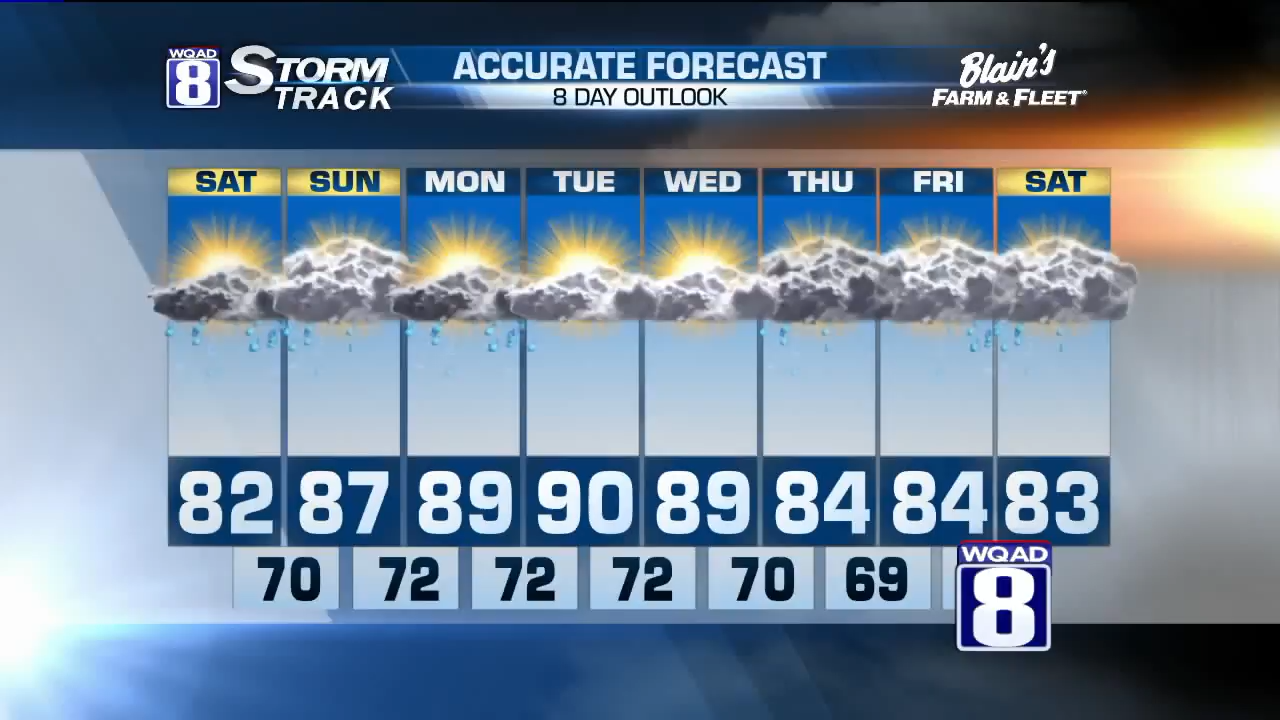 WQAD
8
STORM
TRACK
ACCURATE FORECAST
8 DAY OUTLOOK
Blain's
FARM & FLEET®
SAT SUN MON TUE WED THU FRI SAT
82 87 89 90 89 84 84 83
70 72 72 72 70 69
WQAD
8